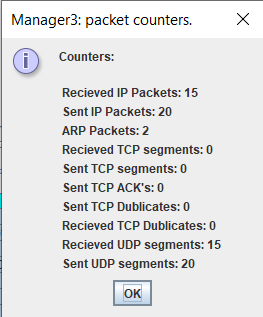 Manager3: packet counters.
Counters:
Recieved IP Packets: 15
Sent IP Packets: 20
ARP Packets: 2
Recieved TCP segments: 0
Sent TCP segments: 0
Sent TCP ACK's: 0
Sent TCP Dublicates: 0
Recieved TCP Dublicates: 0
Recieved UDP segments: 15
Sent UDP segments: 20
OK